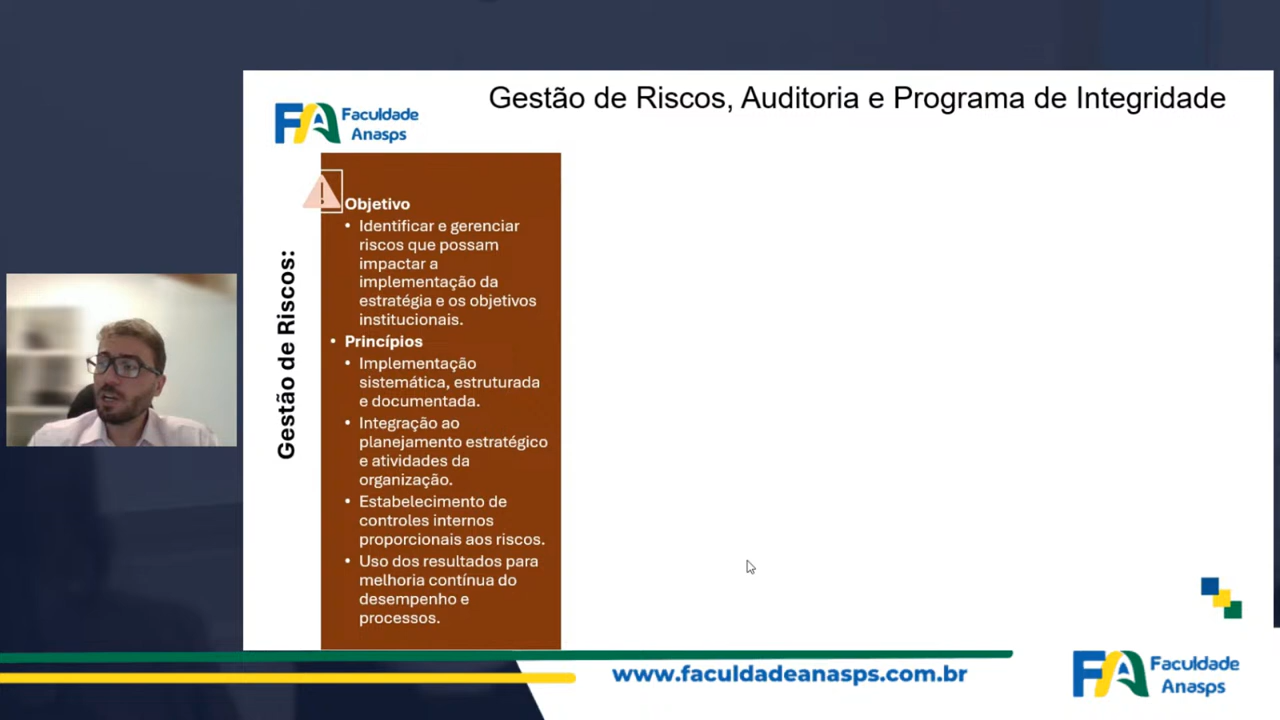 Gestão de Riscos, Auditoria e Programa de Integridade
FA Faculdade
Anasps
Gestão de Riscos:
Objetivo
• Identificar e gerenciar
riscos que possam
impactar a
implementação da
estratégia e os objetivos
institucionais.
• Princípios
• Implementação
sistemática, estruturada
e documentada.
• Integração ao
planejamento estratégico
e atividades da
organização.
• Estabelecimento de
controles internos
proporcionais aos riscos.
• Uso dos resultados para
melhoria contínua do
desempenho e
processos.
www.faculdadeanasps.com.br
FA Faculdade
Anasps